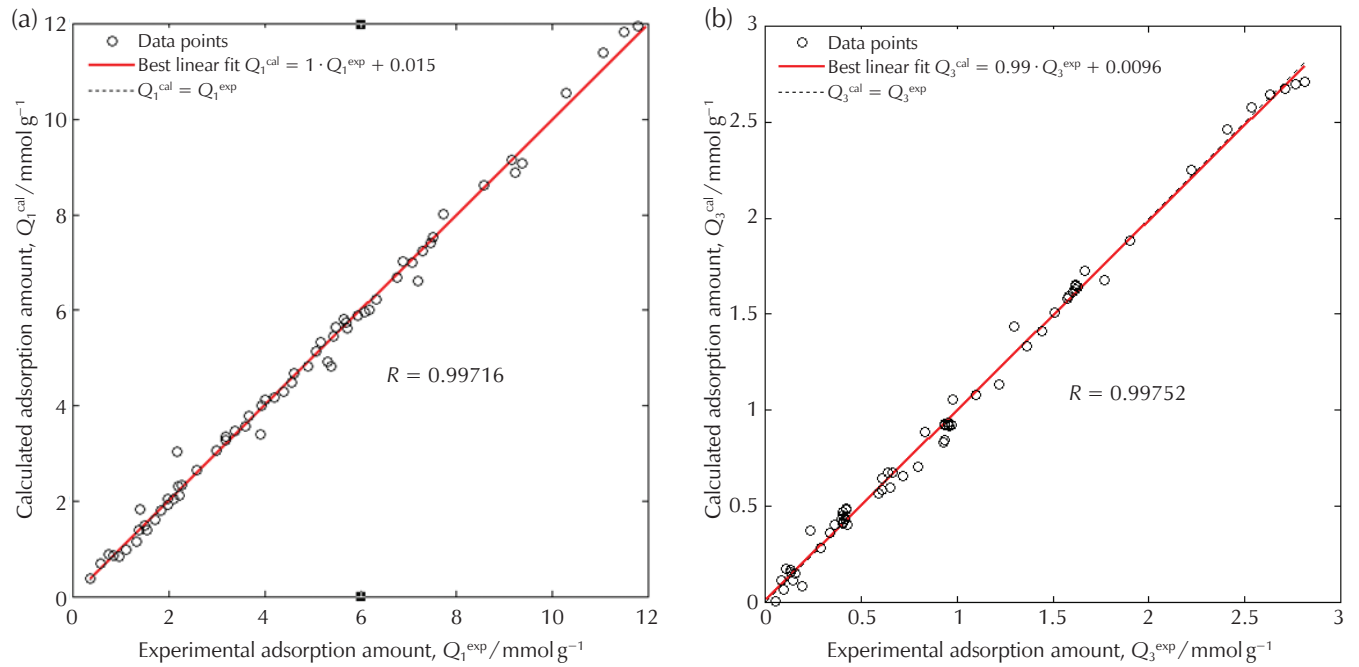 (a)
Data points
Best linear fit Q₁ᶜᵃˡ = 1 · Q₁ᵉˣᵖ + 0.015
Q₁ᶜᵃˡ = Q₁ᵉˣᵖ
R = 0.99716
Calculated adsorption amount, Q₁ᶜᵃˡ / mmol g⁻¹
12
10
8
6
4
2
0
0 2 4 6 8 10 12
Experimental adsorption amount, Q₁ᵉˣᵖ / mmol g⁻¹
(b)
Data points
Best linear fit Q₃ᶜᵃˡ = 0.99 · Q₃ᵉˣᵖ + 0.0096
Q₃ᶜᵃˡ = Q₃ᵉˣᵖ
R = 0.99752
Calculated adsorption amount, Q₃ᶜᵃˡ / mmol g⁻¹
3
2.5
2
1.5
1
0.5
0
0 0.5 1 1.5 2 2.5 3
Experimental adsorption amount, Q₃ᵉˣᵖ / mmol g⁻¹